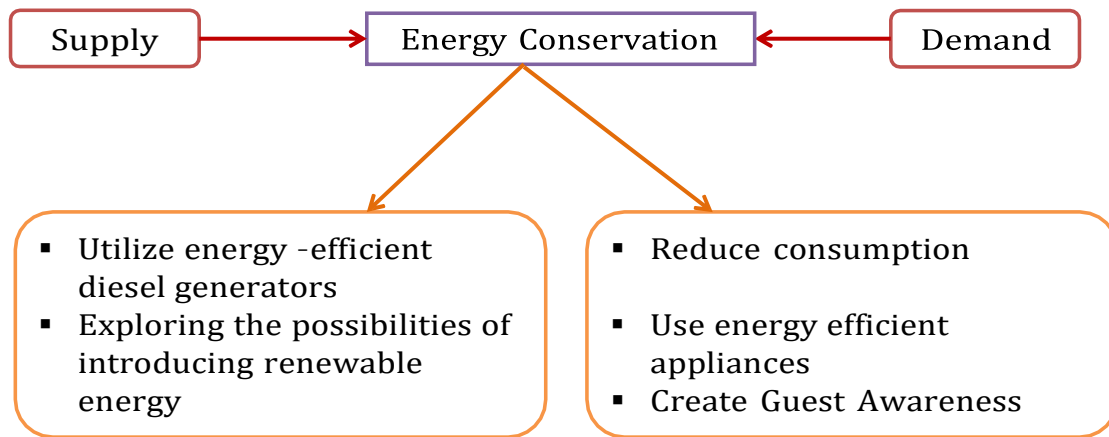 Supply
Energy Conservation
Demand
▪ Utilize energy -efficient
diesel generators
▪ Exploring the possibilities of
introducing renewable
energy
▪ Reduce consumption
▪ Use energy efficient
appliances
▪ Create Guest Awareness